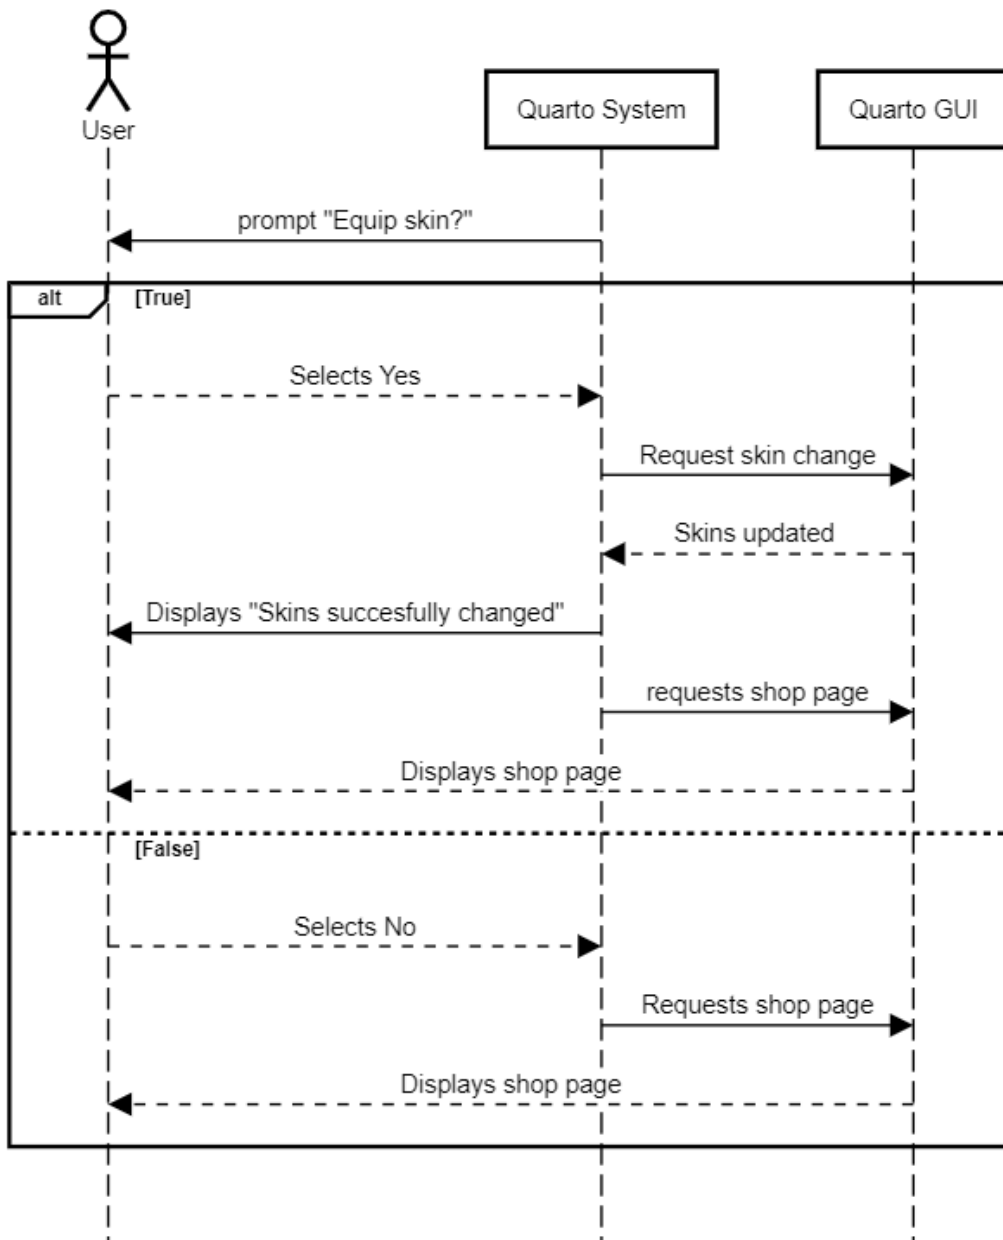 User
Quarto System
Quarto GUI
prompt "Equip skin?"
alt
[True]
Selects Yes
Request skin change
Skins updated
Displays "Skins succesfully changed"
requests shop page
Displays shop page
[False]
Selects No
Requests shop page
Displays shop page